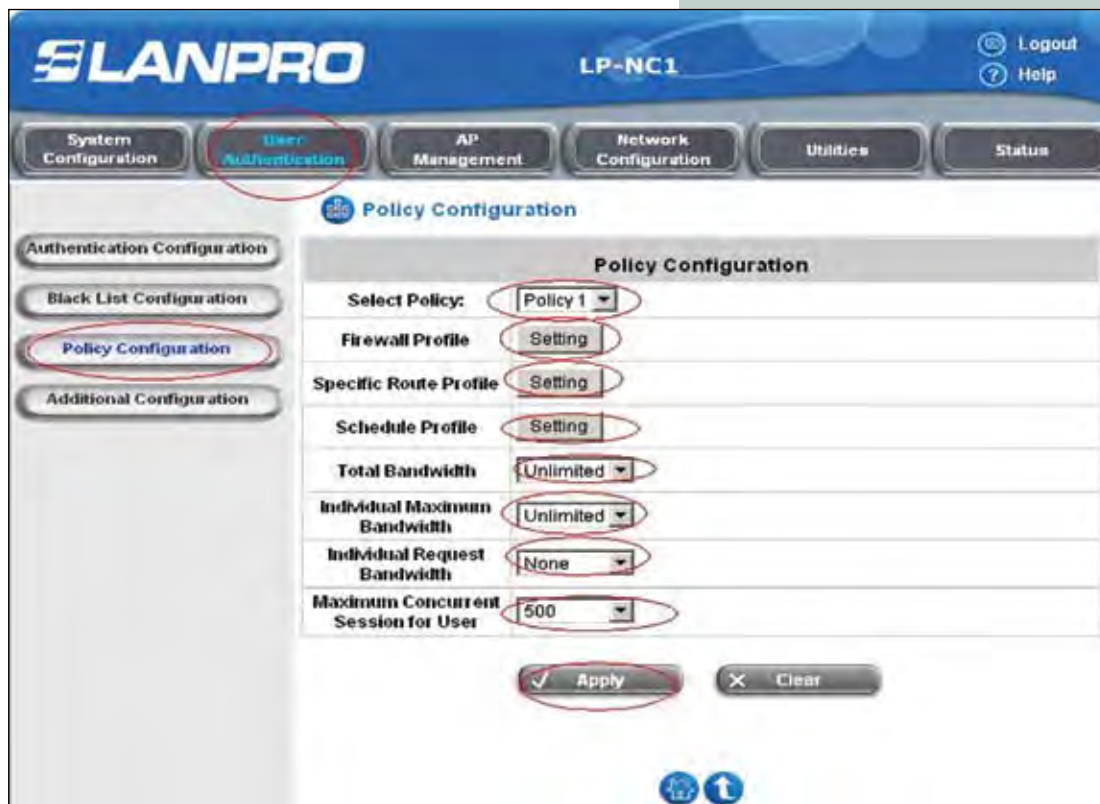 LANPRO
LP-NC1
Logout
Help
System
Configuration
User
Authentication
AP
Management
Network
Configuration
Utilities
Status
Policy Configuration
Authentication Configuration
Black List Configuration
Policy Configuration
Additional Configuration
Policy Configuration
Select Policy: Policy 1
Firewall Profile Setting
Specific Route Profile Setting
Schedule Profile Setting
Total Bandwidth Unlimited
Individual Maximum
Bandwidth
Unlimited
Individual Request
Bandwidth
None
Maximum Concurrent
Session for User
500
Apply
Clear